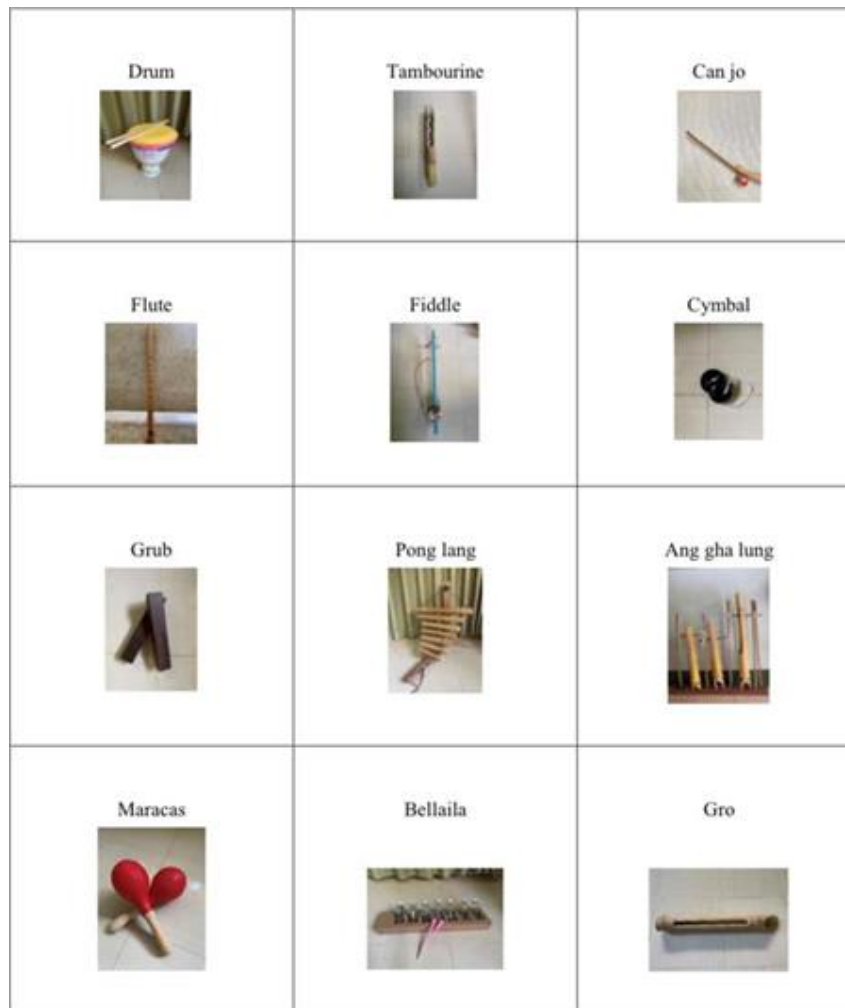 Drum
Tambourine
Can jo
Flute
Fiddle
Cymbal
Grub
Pong lang
Ang gha lung
Maracas
Bellaila
Gro